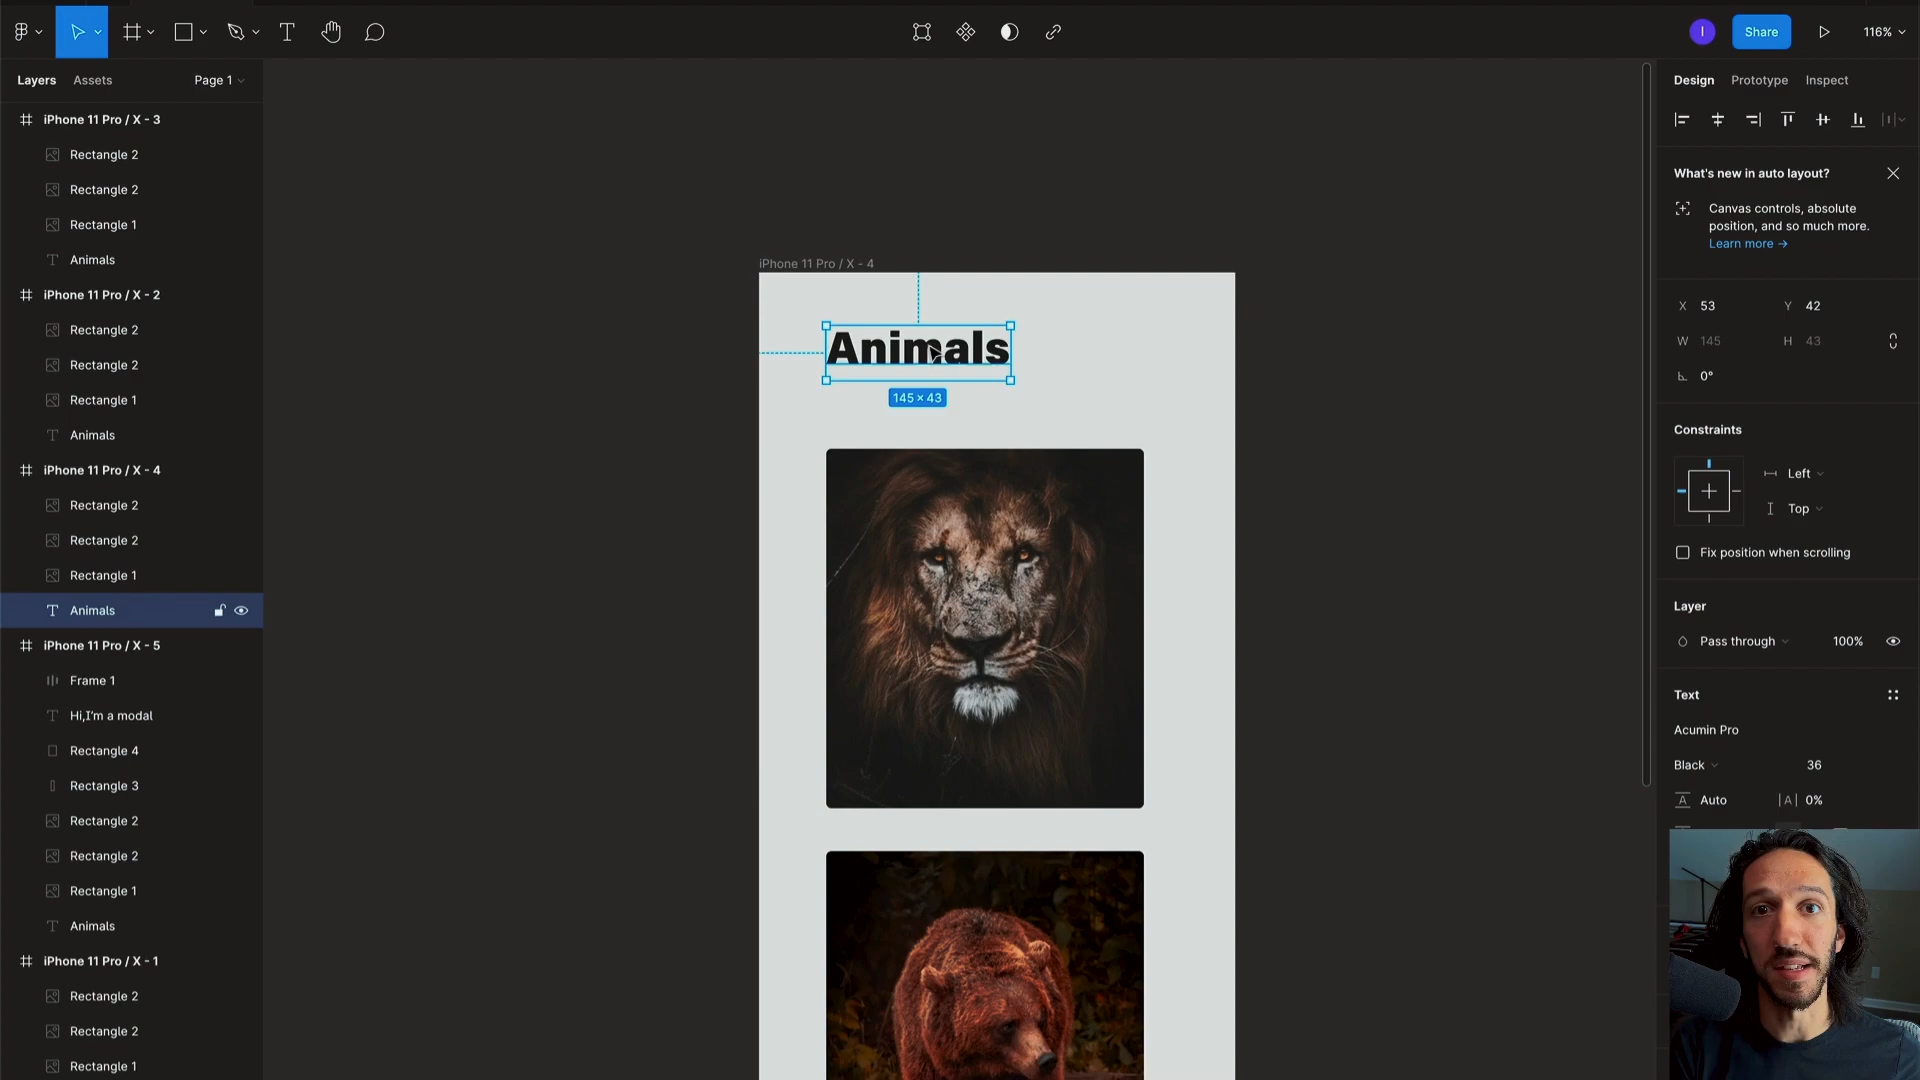 Share
116%
Layers
Assets
Page 1
iPhone 11 Pro / X - 3
Rectangle 2
Rectangle 2
Rectangle 1
Animals
iPhone 11 Pro / X - 2
Rectangle 2
Rectangle 2
Rectangle 1
Animals
iPhone 11 Pro / X - 4
Rectangle 2
Rectangle 2
Rectangle 1
Animals
iPhone 11 Pro / X - 5
Frame 1
Hi,I'm a modal
Rectangle 4
Rectangle 3
Rectangle 2
Rectangle 2
Rectangle 1
Animals
iPhone 11 Pro / X - 1
Rectangle 2
Rectangle 2
Rectangle 1
iPhone 11 Pro / X - 4
Animals
145 × 43
Design
Prototype
Inspect
What's new in auto layout?
Canvas controls, absolute
position, and so much more.
Learn more →
X 53
Y 42
W 145
H 43
0°
Constraints
Left
Top
Fix position when scrolling
Layer
Pass through
100%
Text
Acumin Pro
Black
36
A Auto
|A| 0%
I